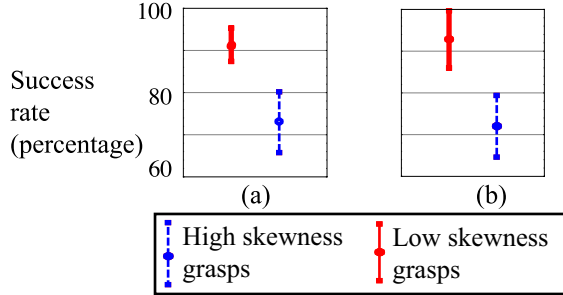 100
Success
rate
80
(percentage)
60
(a)
(b)
High skewness
grasps
Low skewness
grasps